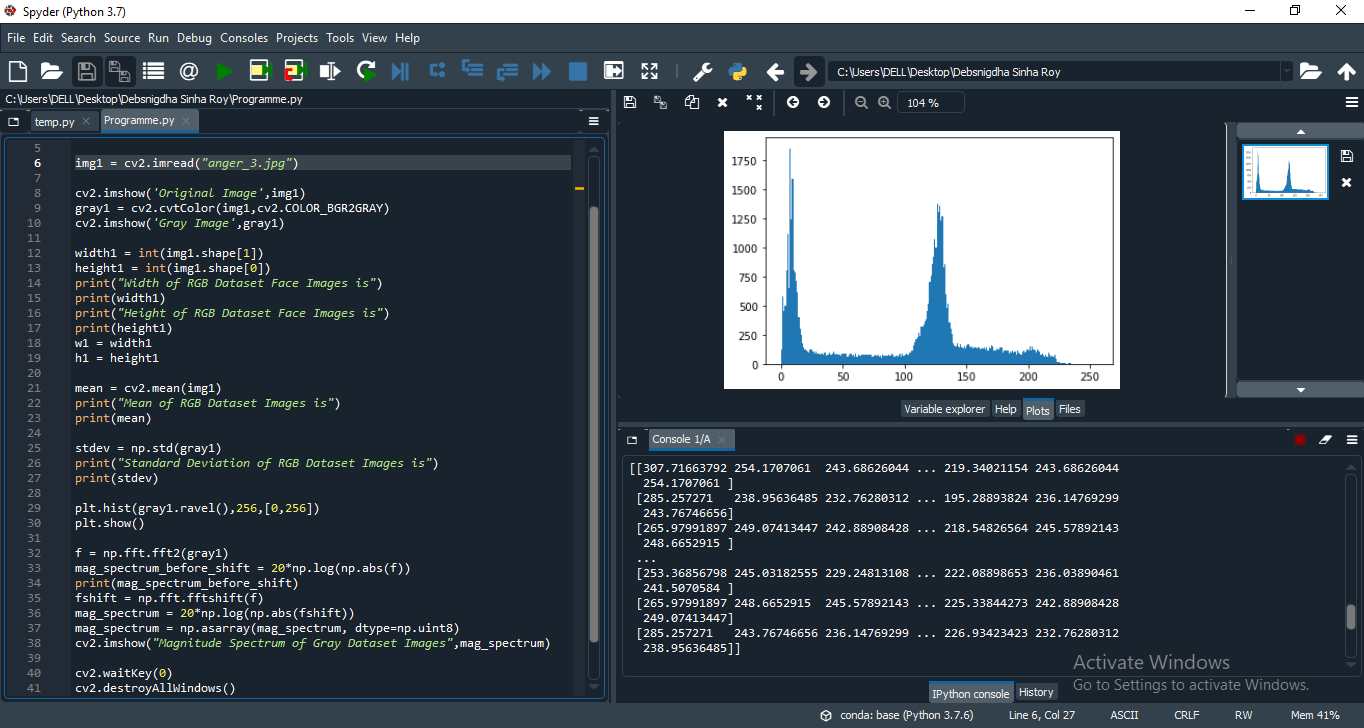 Spyder (Python 3.7)
File Edit Search Source Run Debug Consoles Projects Tools View Help
C:\Users\DELL\Desktop\Debsnigdha Sinha Roy
C:\Users\DELL\Desktop\Debsnigdha Sinha Roy\Programme.py
temp.py Programme.py
5
6 img1 = cv2.imread("anger_3.jpg")
7
8 cv2.imshow('Original Image',img1)
9 gray1 = cv2.cvtColor(img1,cv2.COLOR_BGR2GRAY)
10 cv2.imshow('Gray Image',gray1)
11
12 width1 = int(img1.shape[1])
13 height1 = int(img1.shape[0])
14 print("Width of RGB Dataset Face Images is")
15 print(width1)
16 print("Height of RGB Dataset Face Images is")
17 print(height1)
18 w1 = width1
19 h1 = height1
20
21 mean = cv2.mean(img1)
22 print("Mean of RGB Dataset Images is")
23 print(mean)
24
25 stdev = np.std(gray1)
26 print("Standard Deviation of RGB Dataset Images is")
27 print(stdev)
28
29 plt.hist(gray1.ravel(),256,[0,256])
30 plt.show()
31
32 f = np.fft.fft2(gray1)
33 mag_spectrum_before_shift = 20*np.log(np.abs(f))
34 print(mag_spectrum_before_shift)
35 fshift = np.fft.fftshift(f)
36 mag_spectrum = 20*np.log(np.abs(fshift))
37 mag_spectrum = np.asarray(mag_spectrum, dtype=np.uint8)
38 cv2.imshow("Magnitude Spectrum of Gray Dataset Images",mag_spectrum)
39
40 cv2.waitKey(0)
41 cv2.destroyAllWindows()
104 %
1750
1500
1250
1000
750
500
250
0
0 50 100 150 200 250
Variable explorer Help Plots Files
Console 1/A
[[307.71663792 254.1707061 243.68626044 ... 219.34021154 243.68626044
254.1707061 ]
[285.257271 238.95636485 232.76280312 ... 195.28893824 236.14769299
243.76746656]
[265.97991897 249.07413447 242.88908428 ... 218.54826564 245.57892143
248.6652915 ]
...
[253.36856798 245.03182555 229.24813108 ... 222.08898653 236.03890461
241.5070584 ]
[265.97991897 248.6652915 245.57892143 ... 225.33844273 242.88908428
249.07413447]
[285.257271 243.76746656 236.14769299 ... 226.93423423 232.76280312
238.95636485]]
Activate Windows
Go to Settings to activate Windows.
IPython console History
conda: base (Python 3.7.6) Line 6, Col 27 ASCII CRLF RW Mem 41%